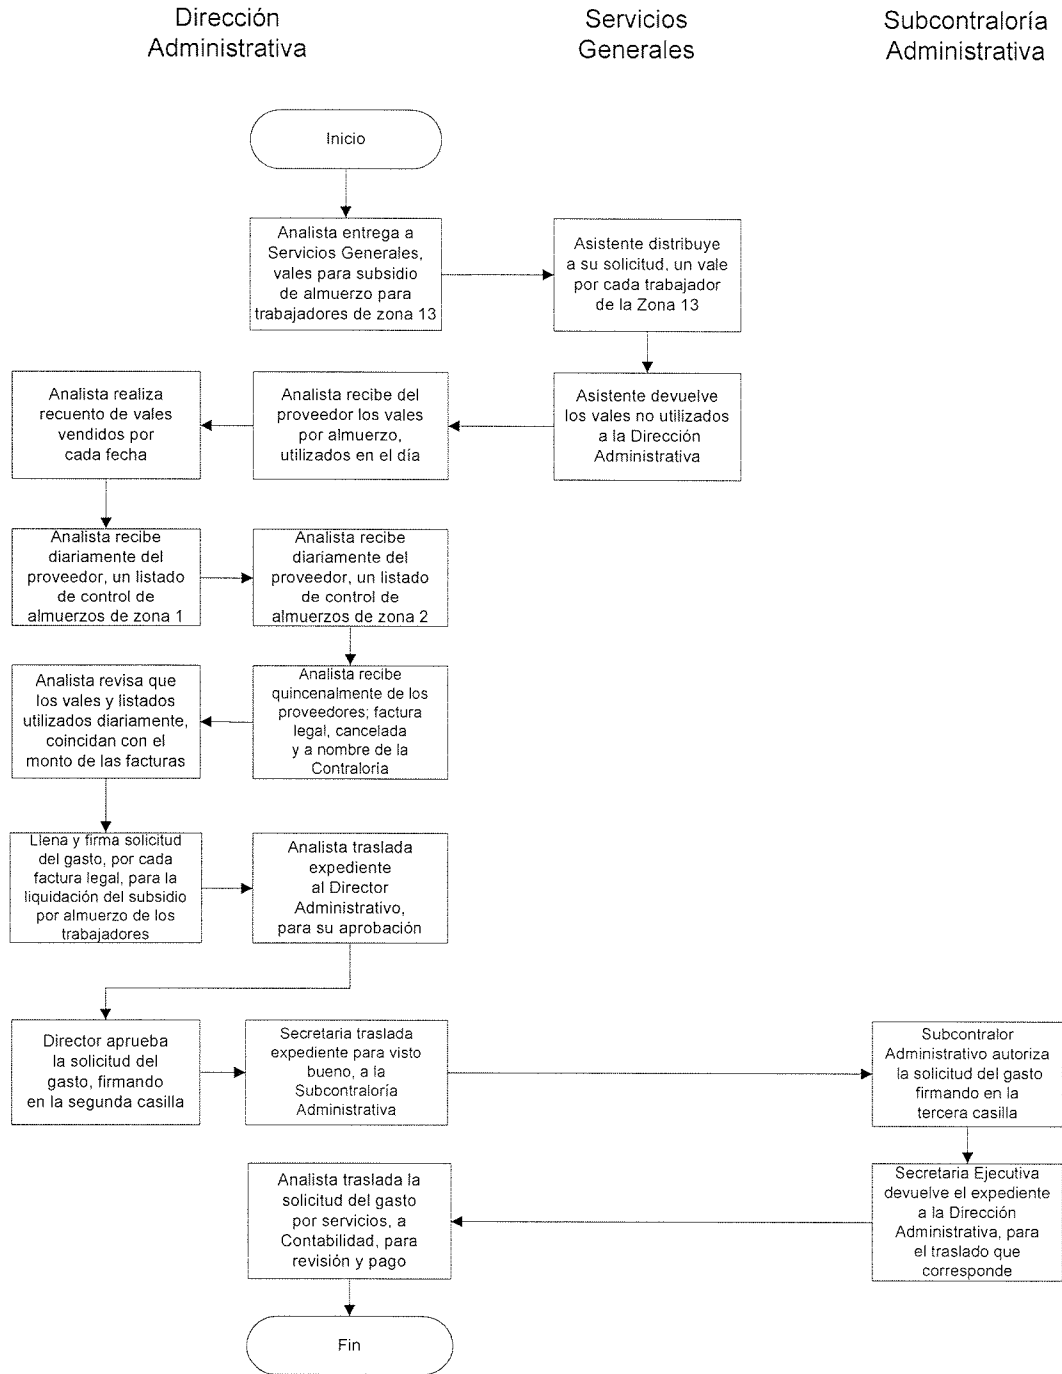 Dirección
Administrativa
Servicios
Generales
Subcontraloría
Administrativa
Inicio
Analista entrega a
Servicios Generales,
vales para subsidio
de almuerzo para
trabajadores de zona 13
Asistente distribuye
a su solicitud, un vale
por cada trabajador
de la Zona 13
Asistente devuelve
los vales no utilizados
a la Dirección
Administrativa
Analista recibe del
proveedor los vales
por almuerzo,
utilizados en el día
Analista realiza
recuento de vales
vendidos por
cada fecha
Analista recibe
diariamente del
proveedor, un listado
de control de
almuerzos de zona 1
Analista recibe
diariamente del
proveedor, un listado
de control de
almuerzos de zona 2
Analista recibe
quincenalmente de los
proveedores; factura
legal, cancelada
y a nombre de la
Contraloría
Analista revisa que
los vales y listados
utilizados diariamente,
coincidan con el
monto de las facturas
Llena y firma solicitud
del gasto, por cada
factura legal, para la
liquidación del subsidio
por almuerzo de los
trabajadores
Analista traslada
expediente
al Director
Administrativo,
para su aprobación
Director aprueba
la solicitud del
gasto, firmando
en la segunda casilla
Secretaria traslada
expediente para visto
bueno, a la
Subcontraloría
Administrativa
Subcontralor
Administrativo autoriza
la solicitud del gasto
firmando en la
tercera casilla
Secretaria Ejecutiva
devuelve el expediente
a la Dirección
Administrativa, para
el traslado que
corresponde
Analista traslada la
solicitud del gasto
por servicios, a
Contabilidad, para
revisión y pago
Fin